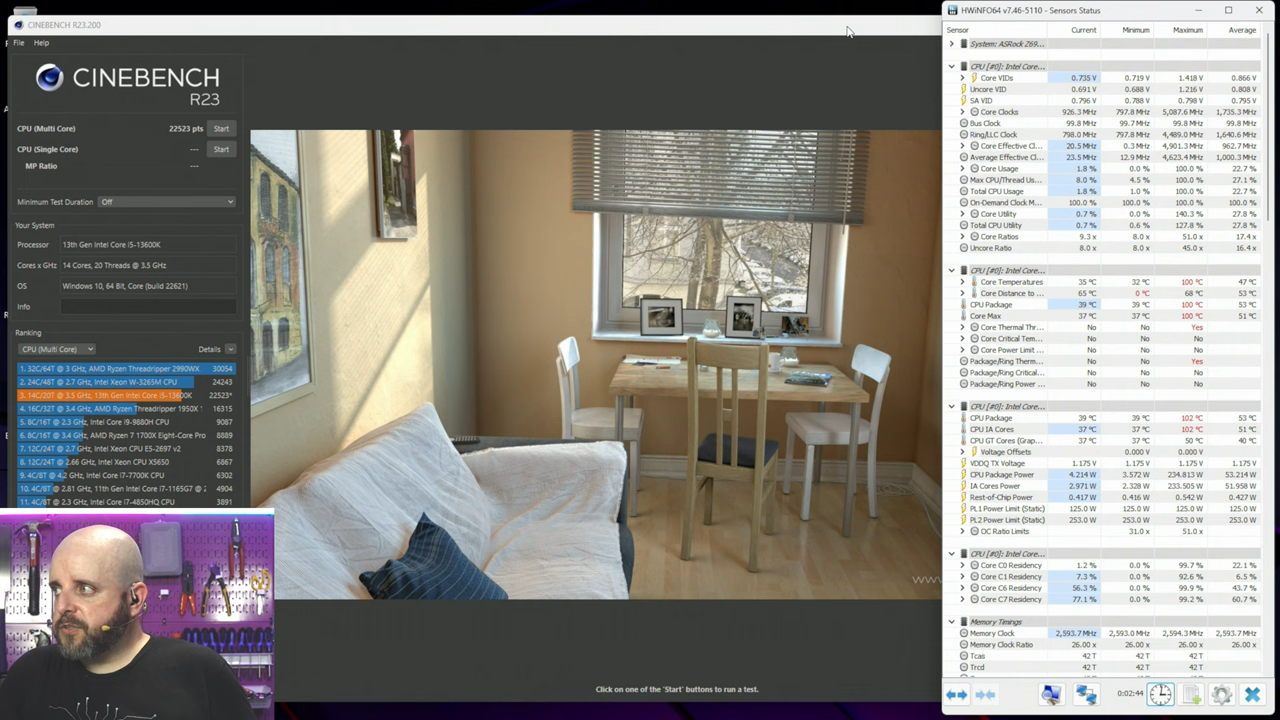 CINEBENCH R23.200
File Help
CINEBENCH
R23
CPU (Multi Core) 22523 pts Start
CPU (Single Core) --- Start
MP Ratio ---
Minimum Test Duration Off
Your System
Processor 13th Gen Intel Core i5-13600K
Cores x GHz 14 Cores, 20 Threads @ 3.5 GHz
OS Windows 10, 64 Bit, Core (build 22621)
Info
Ranking
CPU (Multi Core) Details
1. 32C/64T @ 3 GHz, AMD Ryzen Threadripper 2990WX 30054
2. 24C/48T @ 2.7 GHz, Intel Xeon W-3265M CPU 24243
3. 14C/20T @ 3.5 GHz, 13th Gen Intel Core i5-13600K 22523*
4. 16C/32T @ 3.4 GHz, AMD Ryzen Threadripper 1950X 16315
5. 8C/16T @ 2.3 GHz, Intel Core i9-9880H CPU 9087
6. 8C/16T @ 3.4 GHz, AMD Ryzen 7 1700X Eight-Core Pro 8889
7. 12C/24T @ 2.7 GHz, Intel Xeon CPU E5-2697 v2 8378
8. 12C/24T @ 2.66 GHz, Intel Xeon CPU X5650 6867
9. 4C/8T @ 4.2 GHz, Intel Core i7-7700K CPU 6302
10. 4C/8T @ 2.81 GHz, 11th Gen Intel Core i7-1165G7 @ 2 4904
11. 4C/8T @ 2.3 GHz, Intel Core i7-4850HQ CPU 3891
www
Click on one of the 'Start' buttons to run a test.
HWiNFO64 v7.46-5110 - Sensors Status
Sensor Current Minimum Maximum Average
System: ASRock Z69...
CPU [#0]: Intel Core...
Core VIDs 0.735 V 0.719 V 1.418 V 0.866 V
Uncore VID 0.691 V 0.688 V 1.216 V 0.808 V
SA VID 0.796 V 0.788 V 0.798 V 0.795 V
Core Clocks 926.3 MHz 797.8 MHz 5,087.6 MHz 1,735.3 MHz
Bus Clock 99.8 MHz 99.7 MHz 99.8 MHz 99.8 MHz
Ring/LLC Clock 798.0 MHz 797.7 MHz 4,489.0 MHz 1,640.6 MHz
Core Effective Cl... 20.5 MHz 0.3 MHz 4,901.3 MHz 962.7 MHz
Average Effective Cl... 23.5 MHz 12.9 MHz 4,623.4 MHz 1,000.3 MHz
Core Usage 1.8 % 0.0 % 100.0 % 22.7 %
Max CPU/Thread Us... 8.0 % 4.5 % 100.0 % 71.0 %
Total CPU Usage 1.8 % 1.0 % 100.0 % 22.7 %
On-Demand Clock M... 100.0 % 100.0 % 100.0 % 100.0 %
Core Utility 0.7 % 0.0 % 140.3 % 27.8 %
Total CPU Utility 0.7 % 0.6 % 127.8 % 27.8 %
Core Ratios 9.3 x 8.0 x 51.0 x 17.4 x
Uncore Ratio 8.0 x 8.0 x 45.0 x 16.4 x
CPU [#0]: Intel Core...
Core Temperatures 35 °C 32 °C 100 °C 47 °C
Core Distance to ... 65 °C 0 °C 68 °C 53 °C
CPU Package 39 °C 39 °C 100 °C 53 °C
Core Max 37 °C 37 °C 100 °C 51 °C
Core Thermal Thr... No No Yes
Core Critical Tem... No No No
Core Power Limit ... No No No
Package/Ring Therm... No No Yes
Package/Ring Critical... No No No
Package/Ring Power ... No No No
CPU [#0]: Intel Core...
CPU Package 39 °C 39 °C 102 °C 53 °C
CPU IA Cores 37 °C 37 °C 102 °C 51 °C
CPU GT Cores (Grap... 37 °C 37 °C 50 °C 40 °C
Voltage Offsets 0.000 V 0.000 V
VDDQ TX Voltage 1.175 V 1.175 V 1.175 V 1.175 V
CPU Package Power 4.214 W 3.572 W 234.813 W 53.214 W
IA Cores Power 2.971 W 2.328 W 233.505 W 51.958 W
Rest-of-Chip Power 0.417 W 0.416 W 0.542 W 0.427 W
PL1 Power Limit (Static) 125.0 W 125.0 W 125.0 W 125.0 W
PL2 Power Limit (Static) 253.0 W 253.0 W 253.0 W 253.0 W
OC Ratio Limits 31.0 x 51.0 x
CPU [#0]: Intel Core...
Core C0 Residency 1.2 % 0.0 % 99.7 % 22.1 %
Core C1 Residency 7.3 % 0.0 % 92.6 % 6.5 %
Core C6 Residency 56.3 % 0.0 % 99.9 % 43.7 %
Core C7 Residency 77.1 % 0.0 % 99.2 % 60.7 %
Memory Timings
Memory Clock 2,593.7 MHz 2,593.0 MHz 2,594.3 MHz 2,593.7 MHz
Memory Clock Ratio 26.00 x 26.00 x 26.00 x 26.00 x
Tcas 42 T 42 T 42 T
Trcd 42 T 42 T 42 T
0:02:44